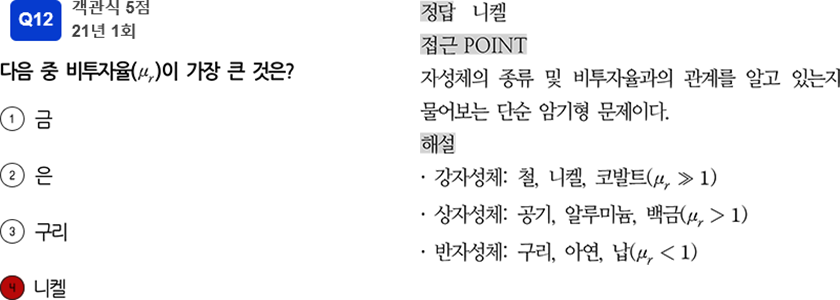 Q12
객관식 5점
21년 1회
다음 중 비투자율(μr)이 가장 큰 것은?
① 금
② 은
③ 구리
④ 니켈
정답 니켈
접근 POINT
자성체의 종류 및 비투자율과의 관계를 알고 있는지
물어보는 단순 암기형 문제이다.
해설
· 강자성체: 철, 니켈, 코발트(μr ≫ 1)
· 상자성체: 공기, 알루미늄, 백금(μr > 1)
· 반자성체: 구리, 아연, 납(μr < 1)